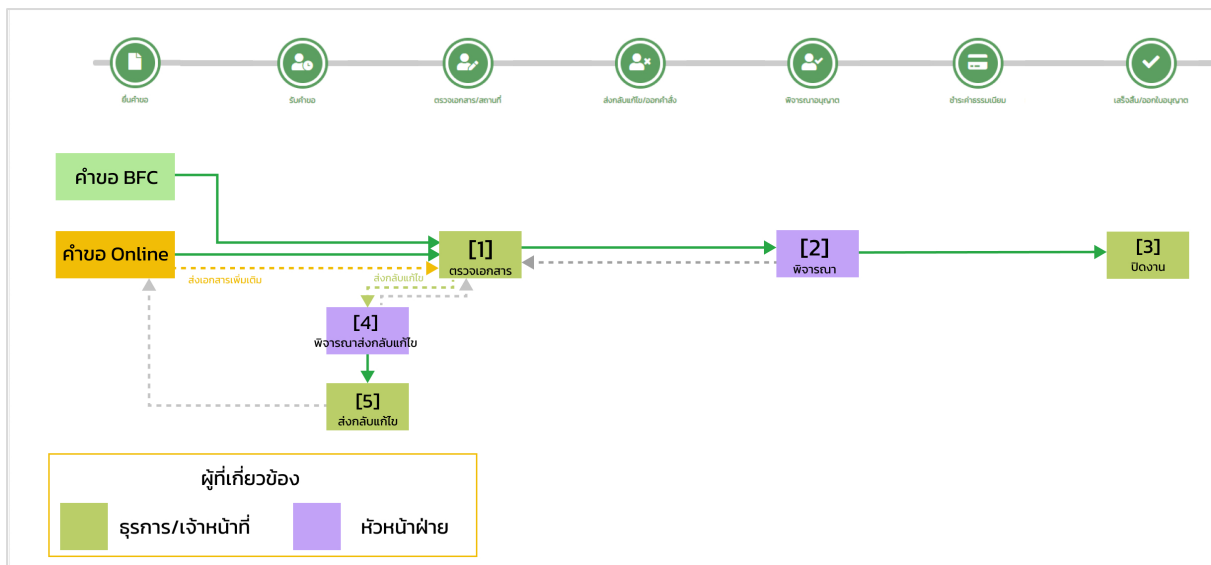 ยื่นคำขอ
รับคำขอ
ตรวจเอกสาร/สถานที่
ส่งกลับแก้ไข/ออกคำสั่ง
พิจารณาอนุญาต
ชำระค่าธรรมเนียม
เสร็จสิ้น/ออกใบอนุญาต
คำขอ BFC
คำขอ Online
ส่งเอกสารเพิ่มเติม
ส่งกลับแก้ไข
[1]
ตรวจเอกสาร
[2]
พิจารณา
[3]
ปิดงาน
[4]
พิจารณาส่งกลับแก้ไข
[5]
ส่งกลับแก้ไข
ผู้ที่เกี่ยวข้อง
ธุรการ/เจ้าหน้าที่
หัวหน้าฝ่าย